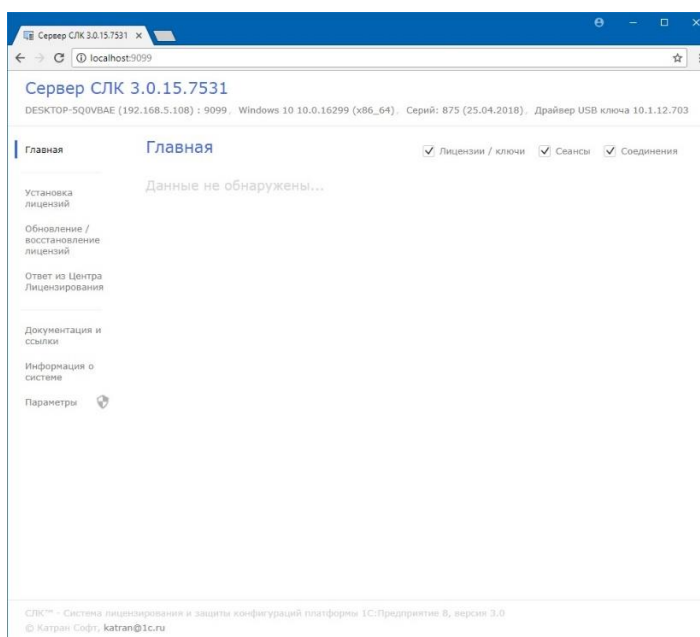 Сервер СЛК 3.0.15.7531
localhost:9099
Сервер СЛК 3.0.15.7531
DESKTOP-5Q0VBAE (192.168.5.108) : 9099, Windows 10 10.0.16299 (x86_64), Серий: 875 (25.04.2018), Драйвер USB ключа 10.1.12.703
Главная
Главная
Лицензии / ключи Сеансы Соединения
Данные не обнаружены...
Установка
лицензий
Обновление /
восстановление
лицензий
Ответ из Центра
Лицензирования
Документация и
ссылки
Информация о
системе
Параметры
СЛК™ - Система лицензирования и защиты конфигураций платформы 1С:Предприятие 8, версия 3.0
© Катран Софт, katran@1c.ru